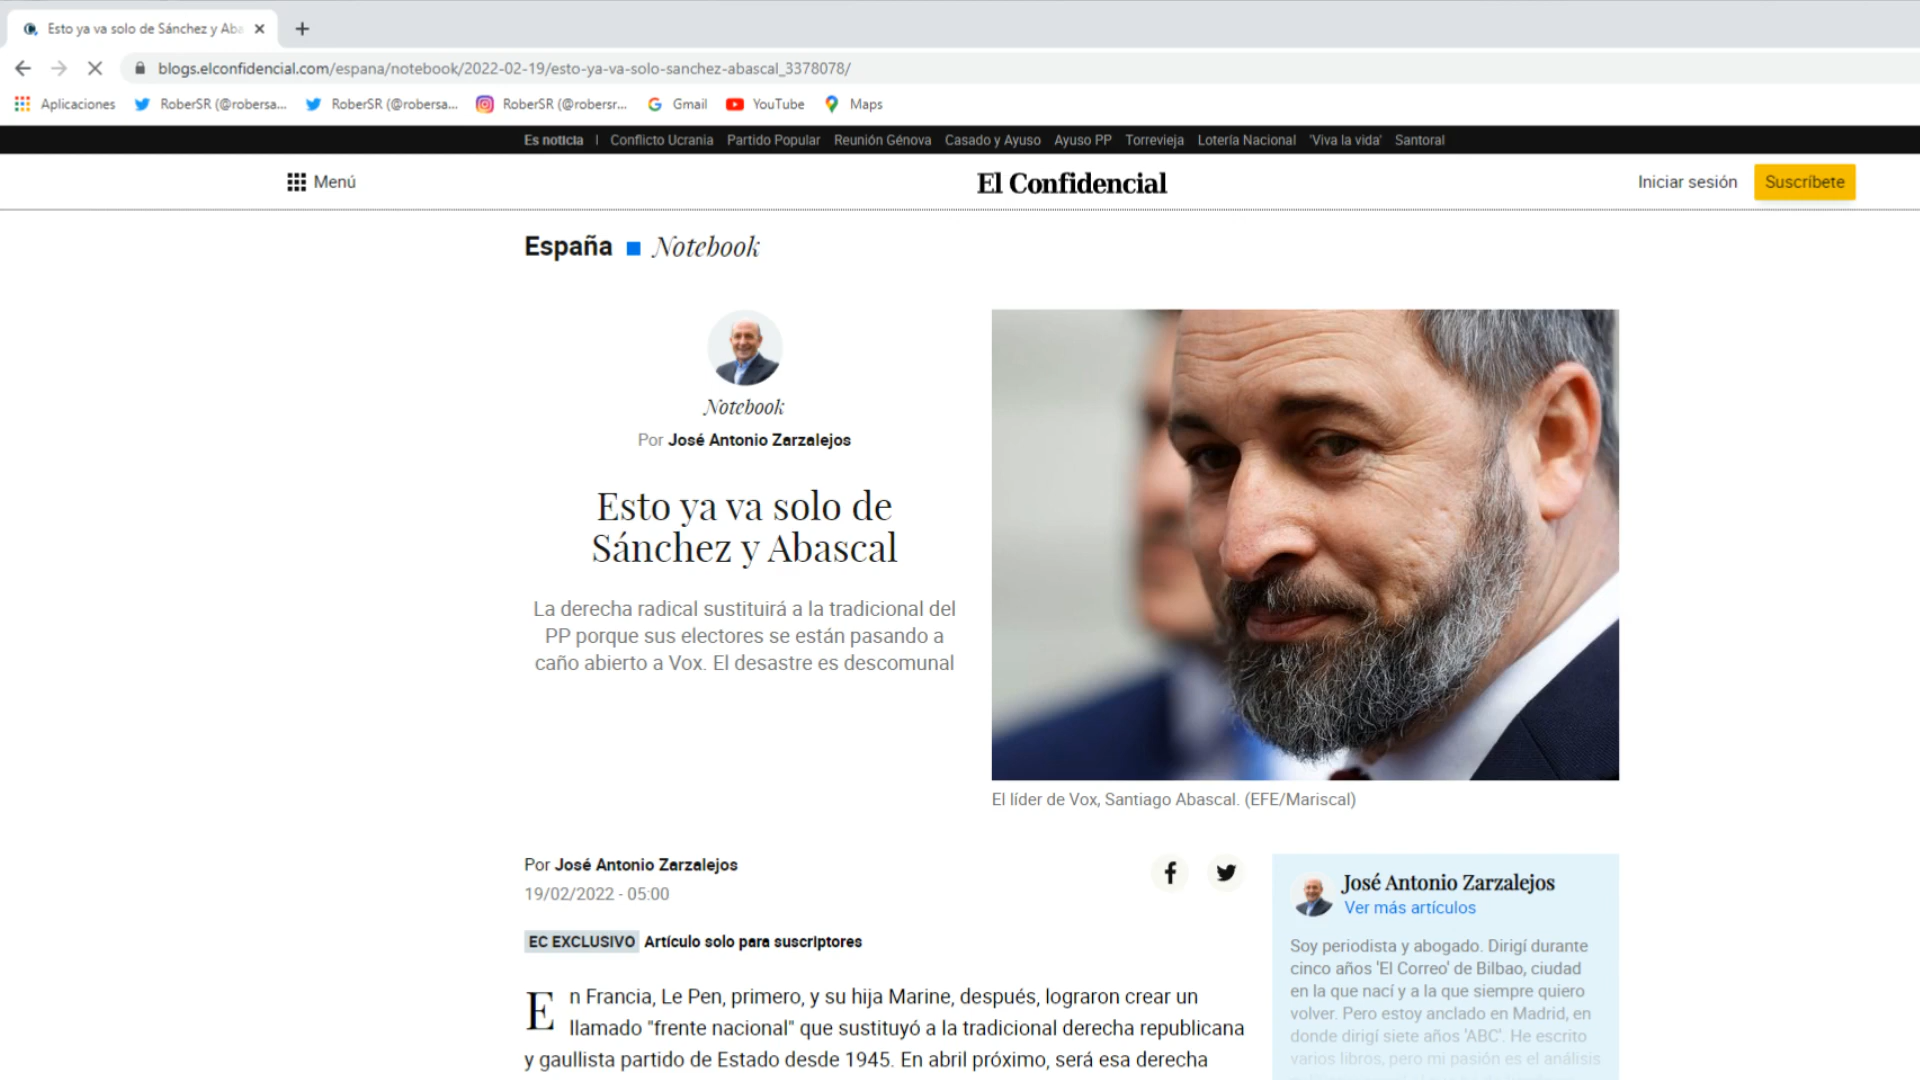 Esto ya va solo de Sánchez y Aba
blogs.elconfidencial.com/espana/notebook/2022-02-19/esto-ya-va-solo-sanchez-abascal_3378078/
Aplicaciones RoberSR (@robersa... RoberSR (@robersa... RoberSR (@robersr... Gmail YouTube Maps
Es noticia | Conflicto Ucrania Partido Popular Reunión Génova Casado y Ayuso Ayuso PP Torrevieja Lotería Nacional 'Viva la vida' Santoral
Menú El Confidencial Iniciar sesión Suscríbete
España Notebook
Notebook
Por José Antonio Zarzalejos
Esto ya va solo de
Sánchez y Abascal
La derecha radical sustituirá a la tradicional del
PP porque sus electores se están pasando a
caño abierto a Vox. El desastre es descomunal
El líder de Vox, Santiago Abascal. (EFE/Mariscal)
Por José Antonio Zarzalejos
19/02/2022 - 05:00
EC EXCLUSIVO Artículo solo para suscriptores
En Francia, Le Pen, primero, y su hija Marine, después, lograron crear un
llamado "frente nacional" que sustituyó a la tradicional derecha republicana
y gaullista partido de Estado desde 1945. En abril próximo, será esa derecha
José Antonio Zarzalejos
Ver más artículos
Soy periodista y abogado. Dirigí durante
cinco años 'El Correo' de Bilbao, ciudad
en la que nací y a la que siempre quiero
volver. Pero estoy anclado en Madrid, en
donde dirigí siete años 'ABC'. He escrito
varios libros, pero mi pasión es el análisis